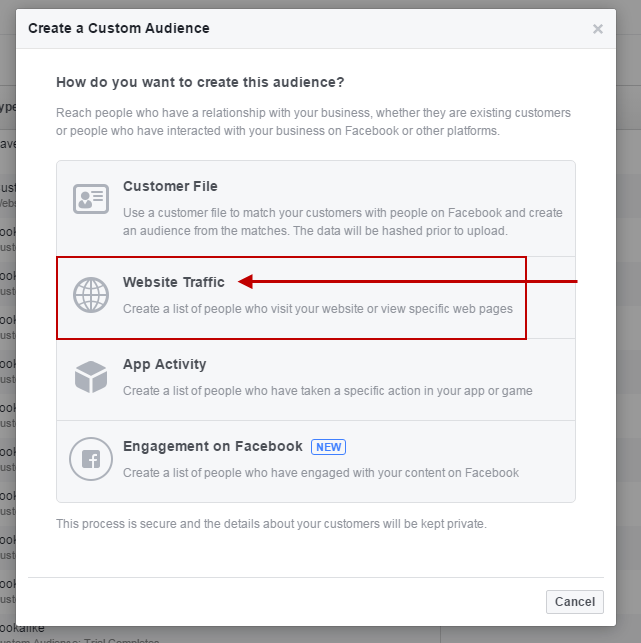 Create a Custom Audience
How do you want to create this audience?
Reach people who have a relationship with your business, whether they are existing customers
or people who have interacted with your business on Facebook or other platforms.
Customer File
Use a customer file to match your customers with people on Facebook and create
an audience from the matches. The data will be hashed prior to upload.
Website Traffic
Create a list of people who visit your website or view specific web pages
App Activity
Create a list of people who have taken a specific action in your app or game
Engagement on Facebook NEW
Create a list of people who have engaged with your content on Facebook
This process is secure and the details about your customers will be kept private.
Cancel
ookalike